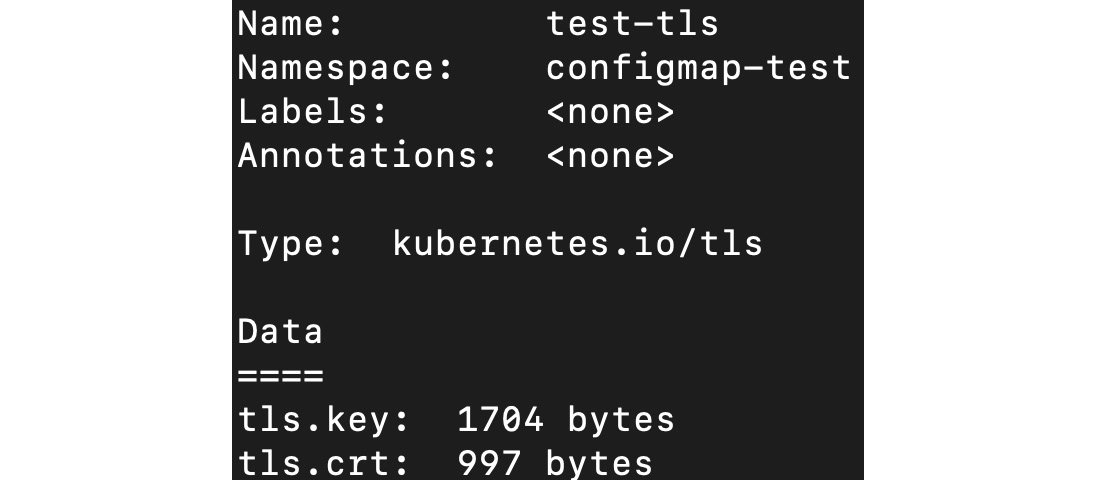 Name:         test-tls
Namespace:    configmap-test
Labels:       <none>
Annotations:  <none>
Type:  kubernetes.io/tls
Data
====
tls.key:  1704 bytes
tls.crt:  997 bytes